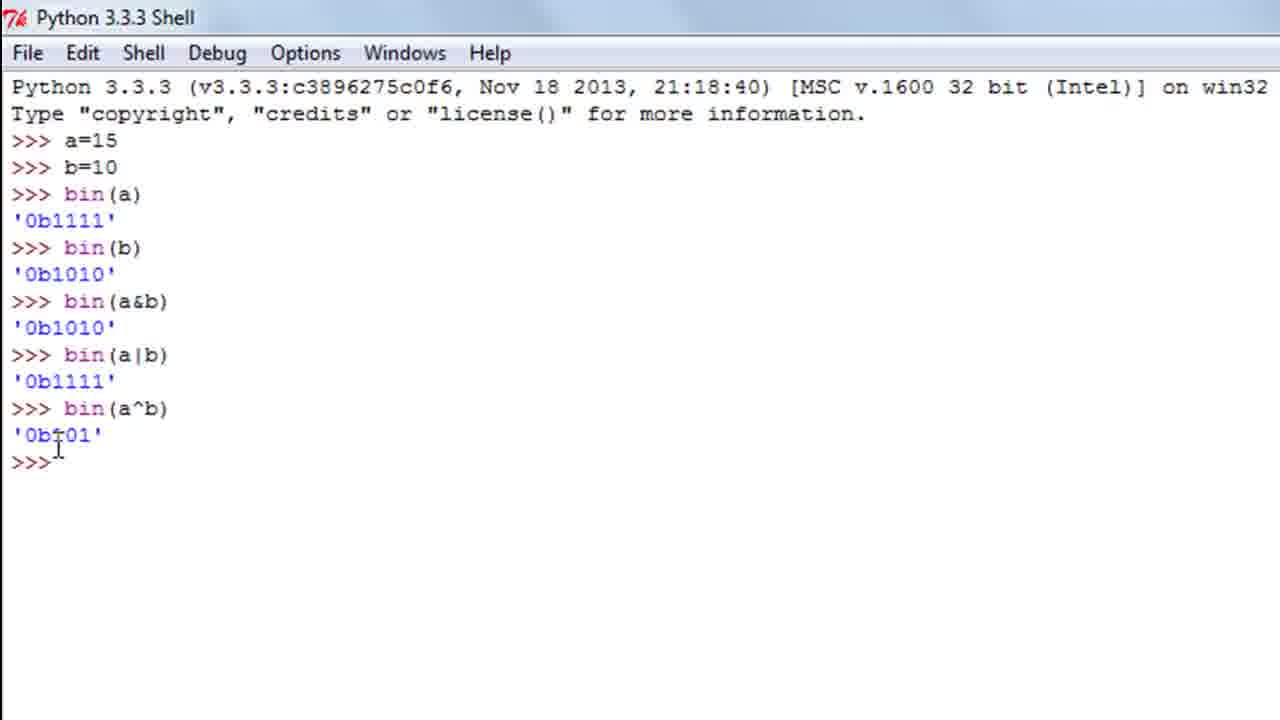 Python 3.3.3 Shell
File Edit Shell Debug Options Windows Help
Python 3.3.3 (v3.3.3:c3896275c0f6, Nov 18 2013, 21:18:40) [MSC v.1600 32 bit (Intel)] on win32
Type "copyright", "credits" or "license()" for more information.
>>> a=15
>>> b=10
>>> bin(a)
'0b1111'
>>> bin(b)
'0b1010'
>>> bin(a&b)
'0b1010'
>>> bin(a|b)
'0b1111'
>>> bin(a^b)
'0b101'
>>>